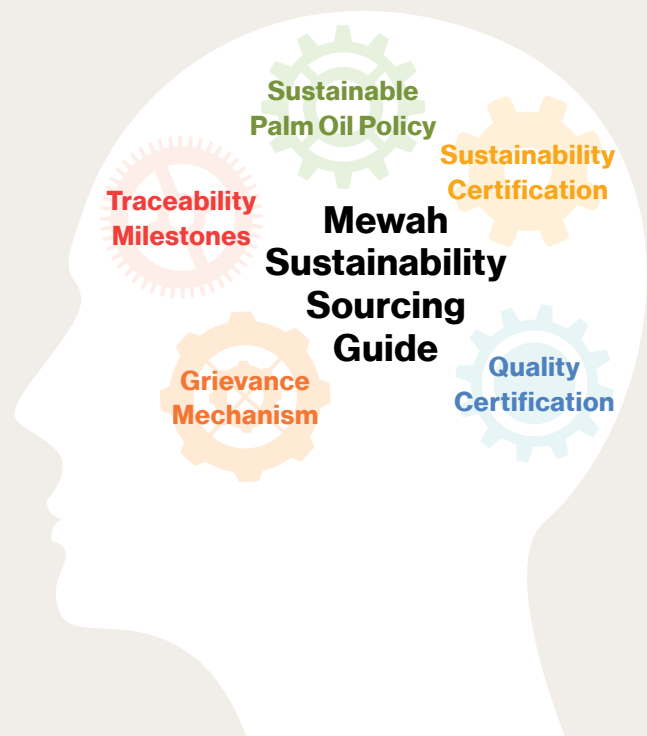 Sustainable
Palm Oil Policy
Sustainability
Certification
Traceability
Milestones
Mewah
Sustainability
Sourcing
Guide
Grievance
Mechanism
Quality
Certification